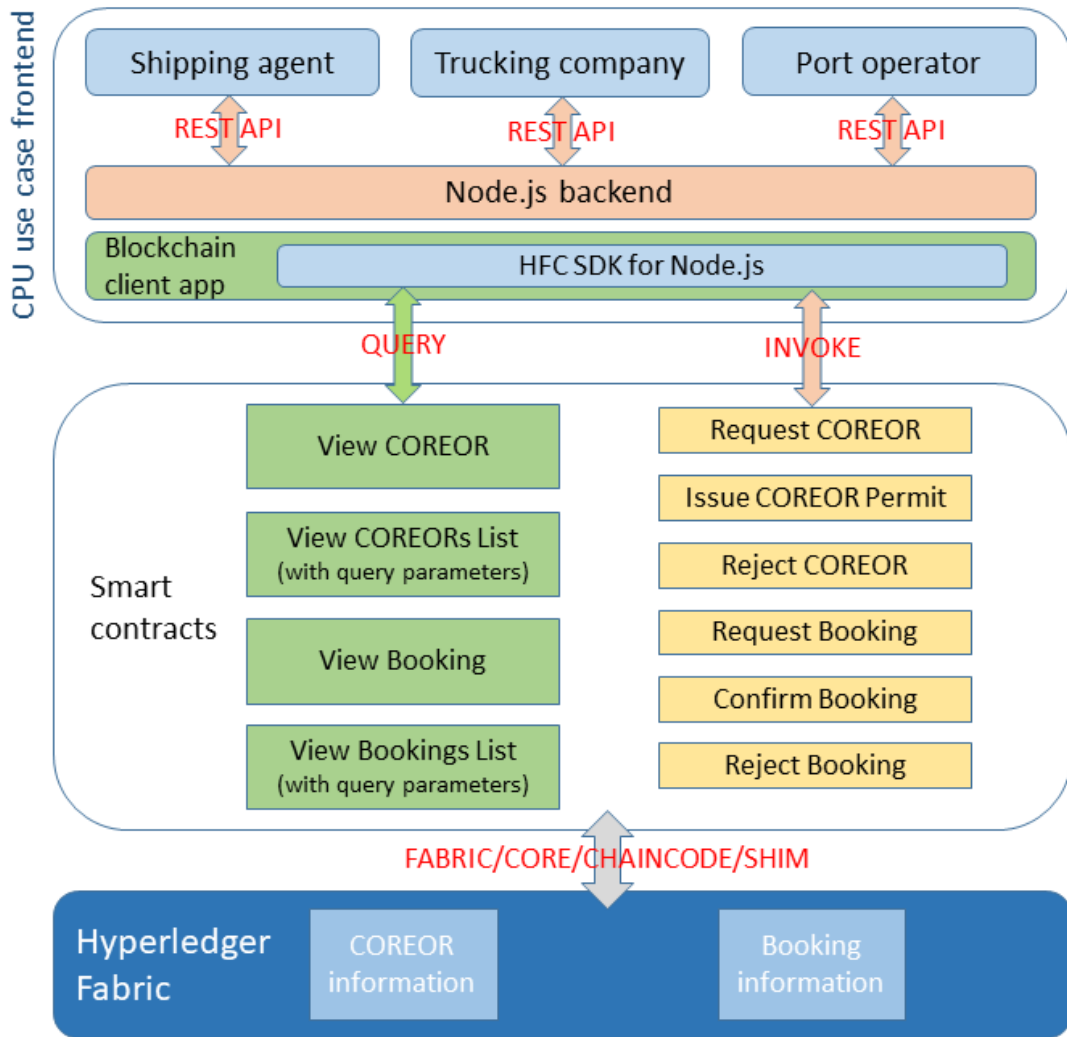 CPU use case frontend
Shipping agent
Trucking company
Port operator
REST API
REST API
REST API
Node.js backend
Blockchain
client app
HFC SDK for Node.js
QUERY
INVOKE
Smart
contracts
View COREOR
View COREORs List
(with query parameters)
View Booking
View Bookings List
(with query parameters)
Request COREOR
Issue COREOR Permit
Reject COREOR
Request Booking
Confirm Booking
Reject Booking
FABRIC/CORE/CHAINCODE/SHIM
Hyperledger
Fabric
COREOR
information
Booking
information